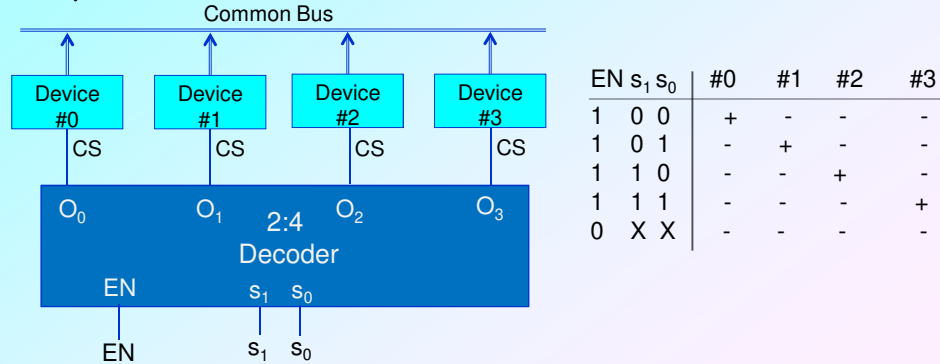 Common Bus
Device #0
Device #1
Device #2
Device #3
CS CS CS CS
O₀ O₁ O₂ O₃
2:4
Decoder
EN s₁ s₀
EN s₁ s₀
EN s₁ s₀ #0 #1 #2 #3
1 0 0 + - - -
1 0 1 - + - -
1 1 0 - - + -
1 1 1 - - - +
0 X X - - - -